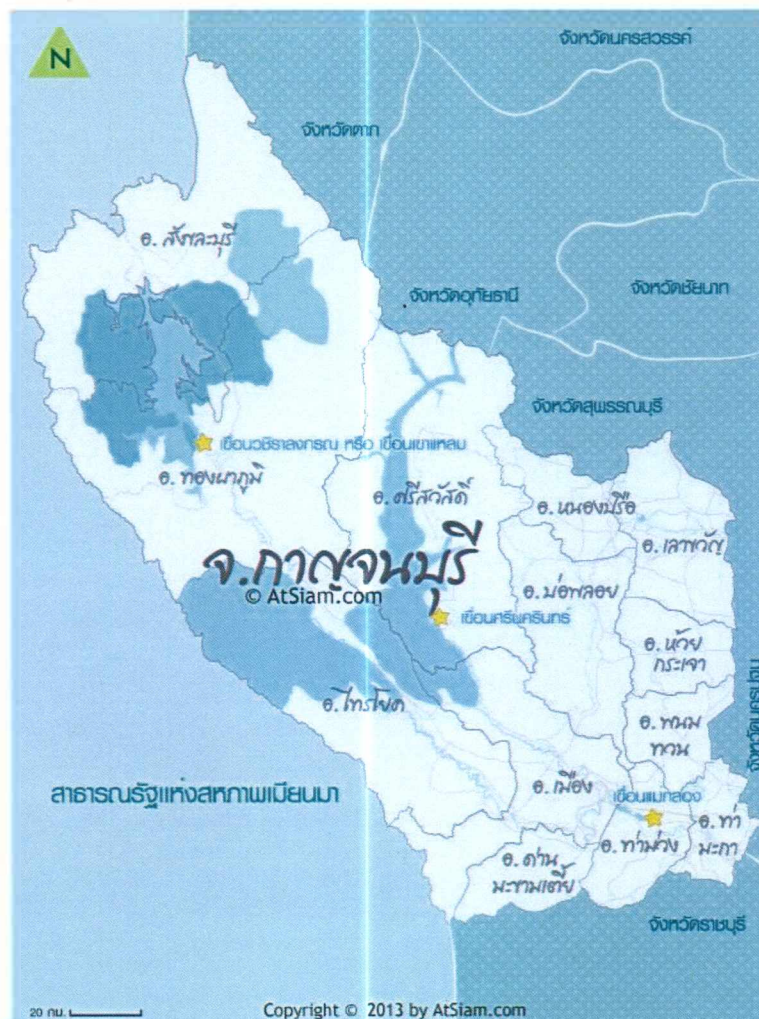 N
จังหวัดนครสวรรค์
จังหวัดตาก
อ. สังขละบุรี
จังหวัดอุทัยธานี
จังหวัดชัยนาท
จังหวัดสุพรรณบุรี
เขื่อนวชิราลงกรณ หรือ เขื่อนเขาแหลม
อ. ทองผาภูมิ
อ. ศรีสวัสดิ์
อ. หนองปรือ
อ. เลาขวัญ
จ.กาญจนบุรี
© AtSiam.com
อ. บ่อพลอย
เขื่อนศรีนครินทร์
อ. ห้วย
กระเจา
จังหวัดนครปฐม
อ. ไทรโยค
อ. พนม
ทวน
สาธารณรัฐแห่งสหภาพเมียนมา
อ. เมือง
เขื่อนแม่กลอง
อ. ท่า
มะกา
อ. ท่าม่วง
อ. ด่าน
มะขามเตี้ย
จังหวัดราชบุรี
20 กม.
Copyright © 2013 by AtSiam.com